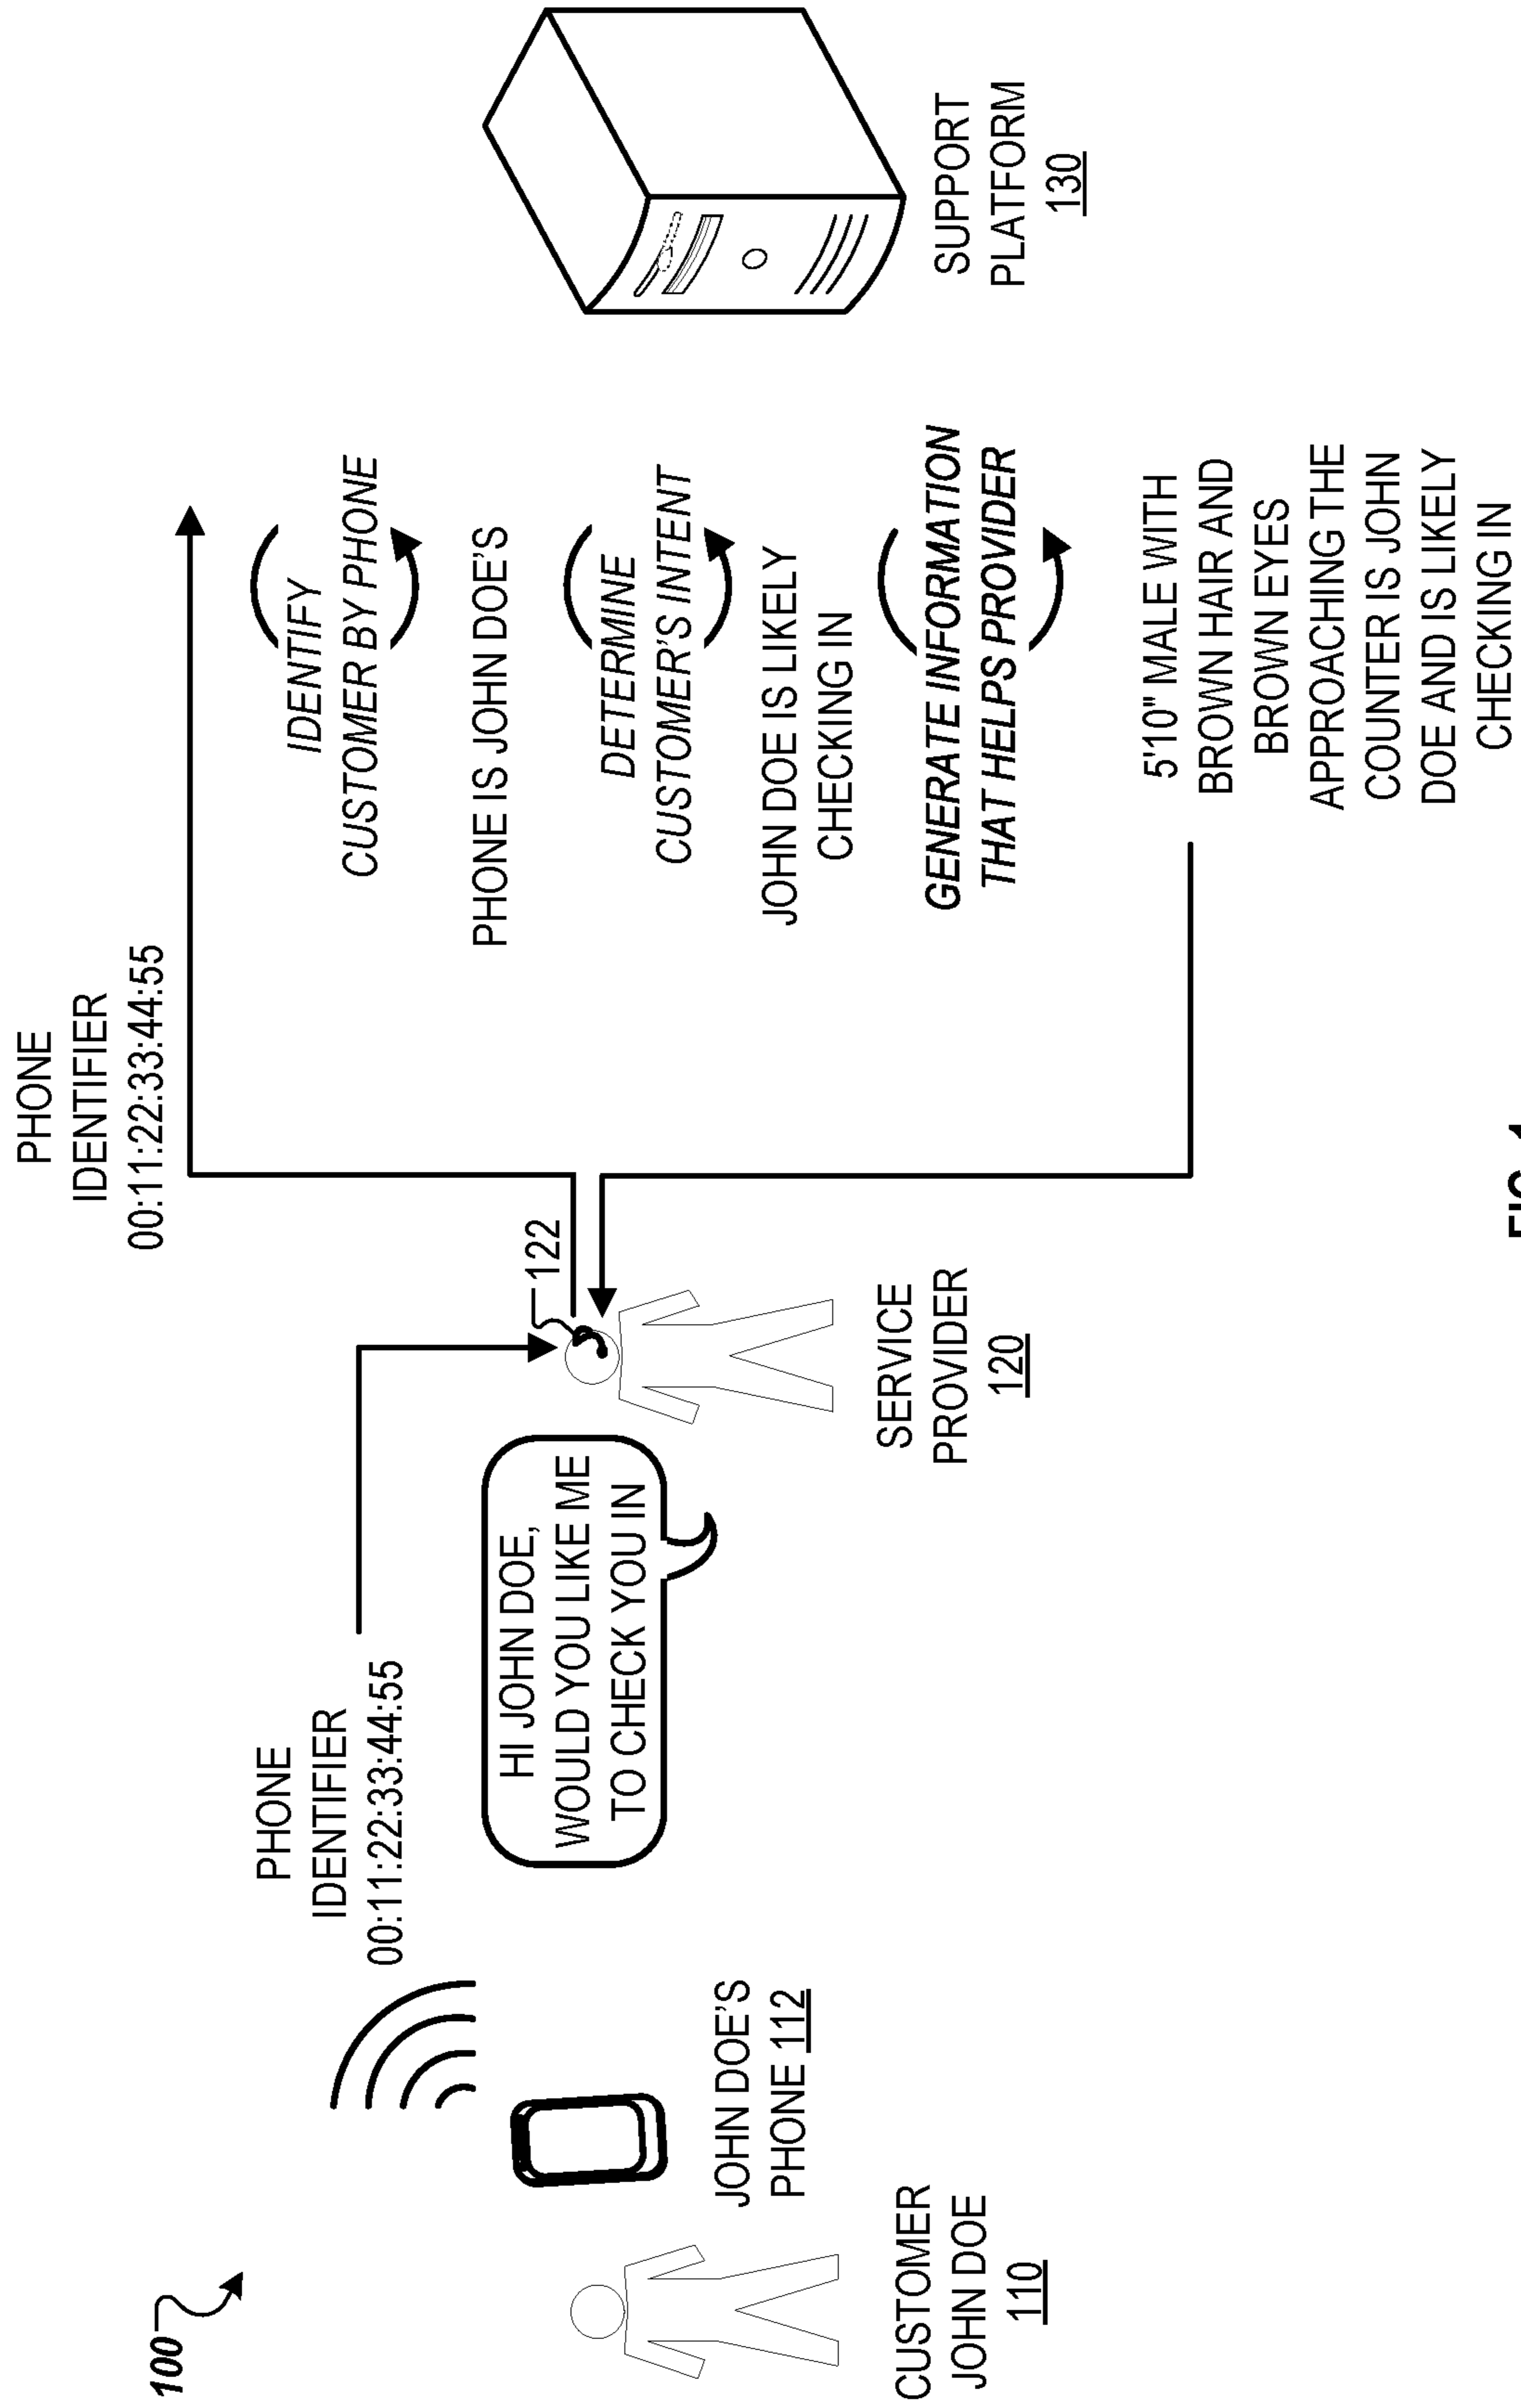 100
PHONE
IDENTIFIER
00:11:22:33:44:55
PHONE
IDENTIFIER
00:11:22:33:44:55
IDENTIFY
CUSTOMER BY PHONE
PHONE IS JOHN DOE'S
DETERMINE
CUSTOMER'S INTENT
JOHN DOE IS LIKELY
CHECKING IN
GENERATE INFORMATION
THAT HELPS PROVIDER
5'10" MALE WITH
BROWN HAIR AND
BROWN EYES
APPROACHING THE
COUNTER IS JOHN
DOE AND IS LIKELY
CHECKING IN
HI JOHN DOE,
WOULD YOU LIKE ME
TO CHECK YOU IN
122
JOHN DOE'S
PHONE 112
CUSTOMER
JOHN DOE
110
SERVICE
PROVIDER
120
SUPPORT
PLATFORM
130